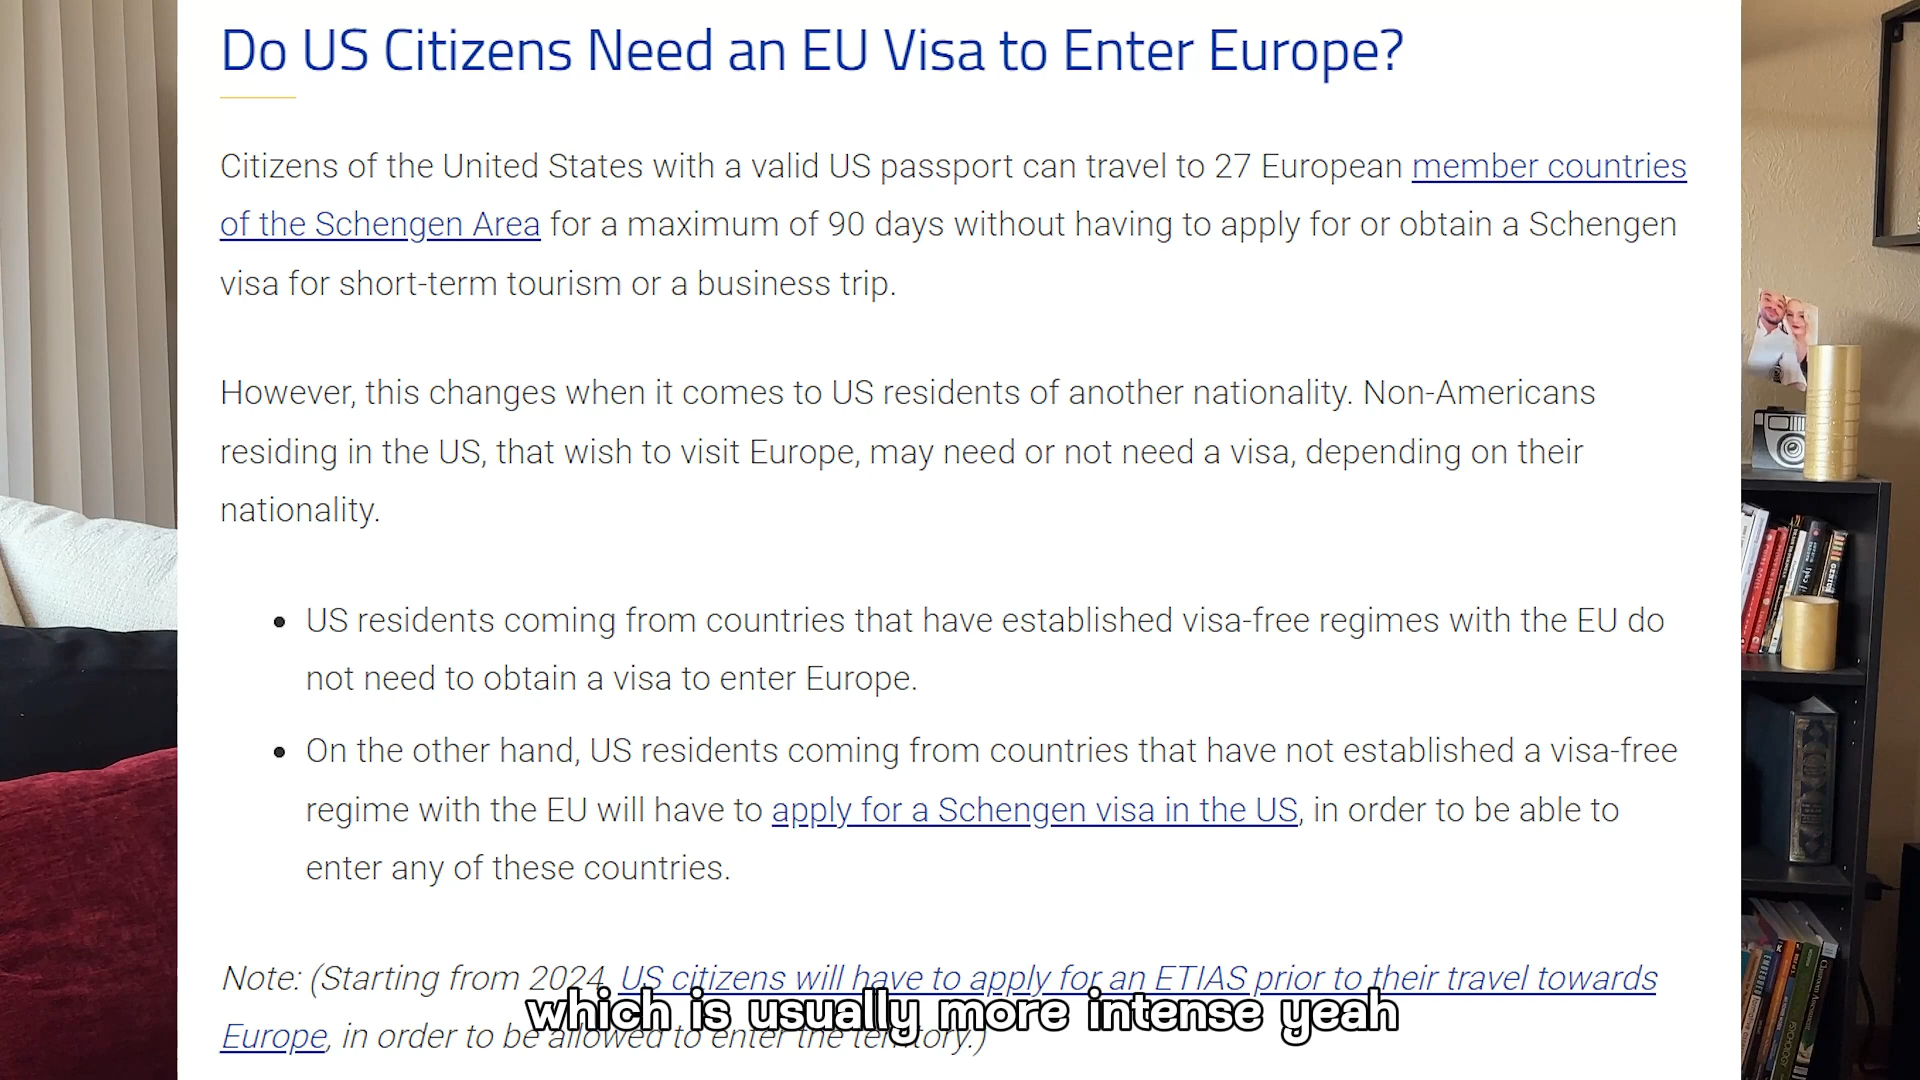 Do US Citizens Need an EU Visa to Enter Europe?
Citizens of the United States with a valid US passport can travel to 27 European member countries
of the Schengen Area for a maximum of 90 days without having to apply for or obtain a Schengen
visa for short-term tourism or a business trip.
However, this changes when it comes to US residents of another nationality. Non-Americans
residing in the US, that wish to visit Europe, may need or not need a visa, depending on their
nationality.
US residents coming from countries that have established visa-free regimes with the EU do
not need to obtain a visa to enter Europe.
On the other hand, US residents coming from countries that have not established a visa-free
regime with the EU will have to apply for a Schengen visa in the US, in order to be able to
enter any of these countries.
Note: (Starting from 2024, US citizens will have to apply for an ETIAS prior to their travel towards
Europe, in order to be allowed to enter the territory.)
which is usually more intense yeah